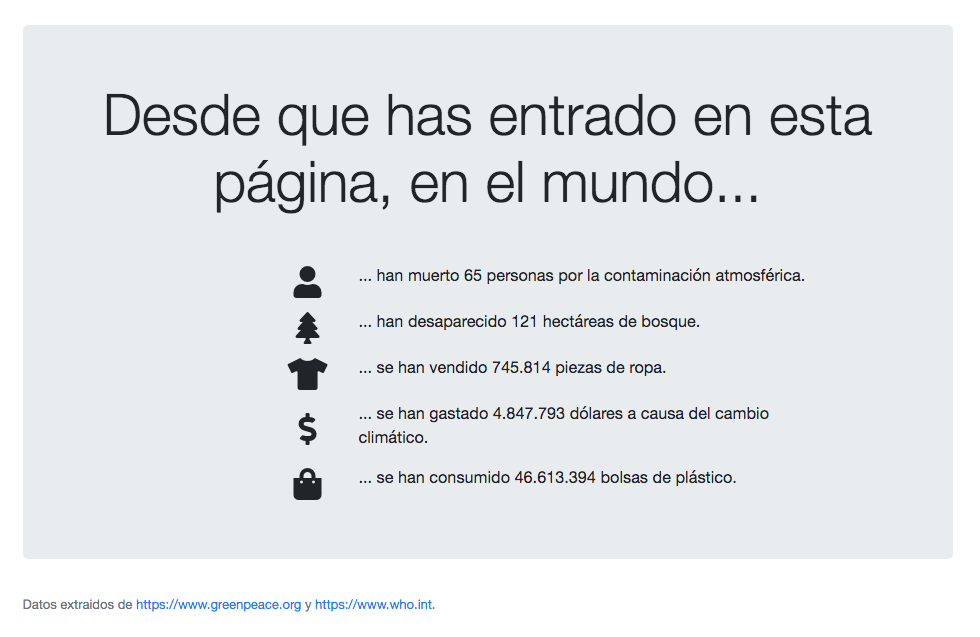 Desde que has entrado en esta
página, en el mundo...
... han muerto 65 personas por la contaminación atmosférica.
... han desaparecido 121 hectáreas de bosque.
... se han vendido 745.814 piezas de ropa.
... se han gastado 4.847.793 dólares a causa del cambio
climático.
... se han consumido 46.613.394 bolsas de plástico.
Datos extraidos de https://www.greenpeace.org y https://www.who.int.